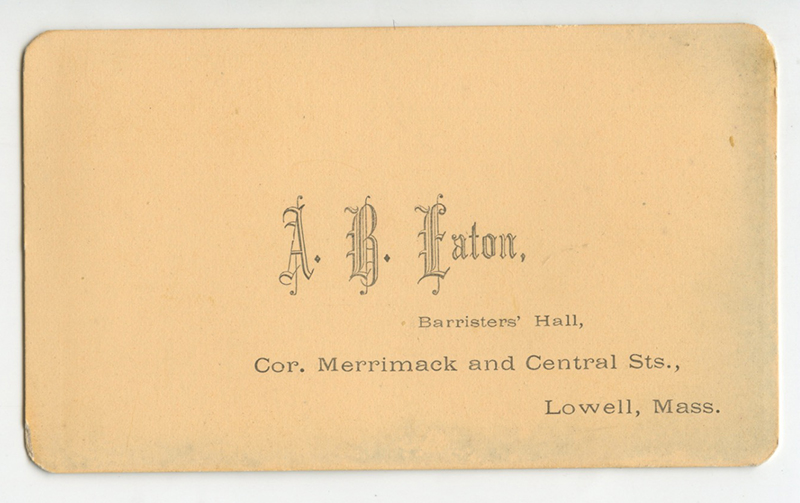 A. B. Eaton,
Barristers' Hall,
Cor. Merrimack and Central Sts.,
Lowell, Mass.